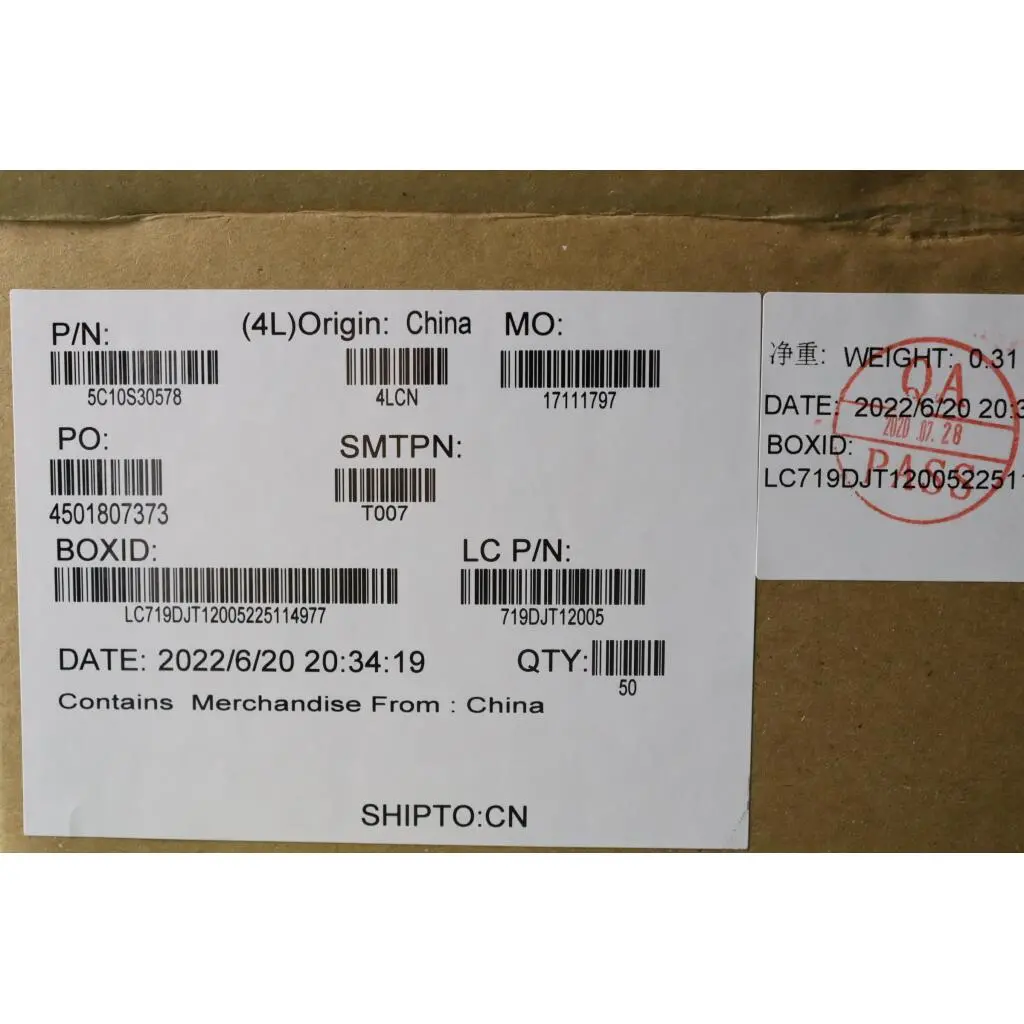 P/N:
5C10S30578
(4L)Origin: China
4LCN
MO:
17111797
PO:
4501807373
SMTPN:
T007
BOXID:
LC719DJT12005225114977
LC P/N:
719DJT12005
DATE: 2022/6/20 20:34:19
QTY:
50
Contains Merchandise From : China
SHIPTO:CN
净重: WEIGHT: 0.31
DATE: 2022/6/20 20:3
BOXID:
LC719DJT1200522511
QA
2020.07.28
PASS